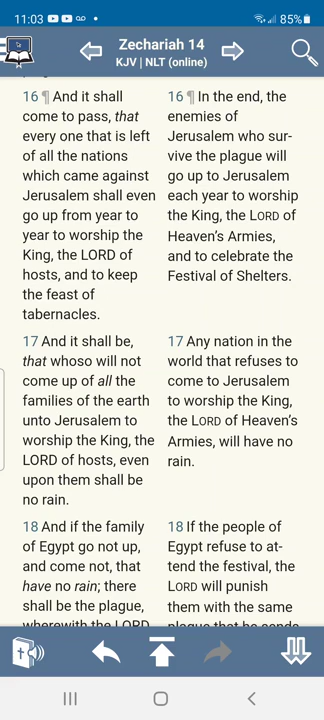 11:03
85%
Zechariah 14
KJV | NLT (online)
16 ¶ And it shall
come to pass, that
every one that is left
of all the nations
which came against
Jerusalem shall even
go up from year to
year to worship the
King, the LORD of
hosts, and to keep
the feast of
tabernacles.
17 And it shall be,
that whoso will not
come up of all the
families of the earth
unto Jerusalem to
worship the King, the
LORD of hosts, even
upon them shall be
no rain.
18 And if the family
of Egypt go not up,
and come not, that
have no rain; there
shall be the plague,
wherewith the LORD
16 ¶ In the end, the
enemies of
Jerusalem who sur-
vive the plague will
go up to Jerusalem
each year to worship
the King, the LORD of
Heaven’s Armies,
and to celebrate the
Festival of Shelters.
17 Any nation in the
world that refuses to
come to Jerusalem
to worship the King,
the LORD of Heaven’s
Armies, will have no
rain.
18 If the people of
Egypt refuse to at-
tend the festival, the
LORD will punish
them with the same
plague that he sends